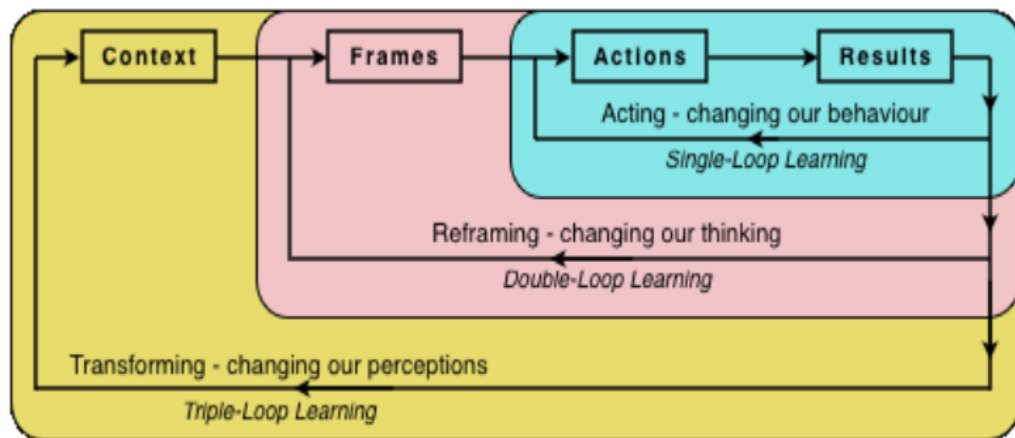 Context Frames Actions Results
Acting - changing our behaviour
Single-Loop Learning
Reframing - changing our thinking
Double-Loop Learning
Transforming - changing our perceptions
Triple-Loop Learning